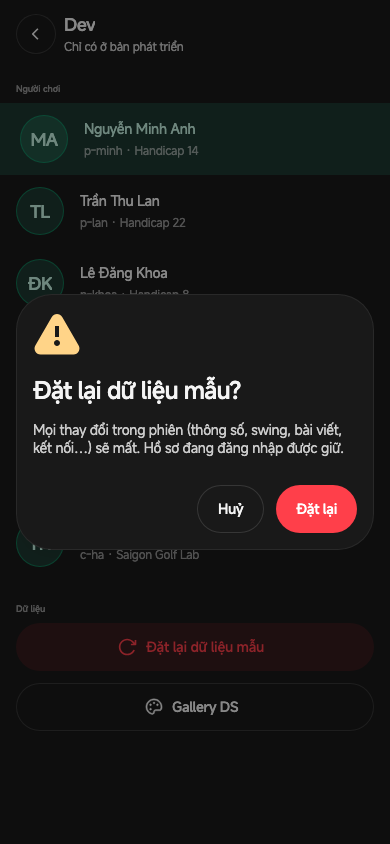 Dev
Chỉ có ở bản phát triển
Người chơi
MA
Nguyễn Minh Anh
p-minh · Handicap 14
TL
Trần Thu Lan
p-lan · Handicap 22
ĐK
Lê Đăng Khoa
p-khoa · Handicap 8
Đặt lại dữ liệu mẫu?
Mọi thay đổi trong phiên (thông số, swing, bài viết,
kết nối...) sẽ mất. Hồ sơ đang đăng nhập được giữ.
Huỷ
Đặt lại
c-ha · Saigon Golf Lab
Dữ liệu
Đặt lại dữ liệu mẫu
Gallery DS